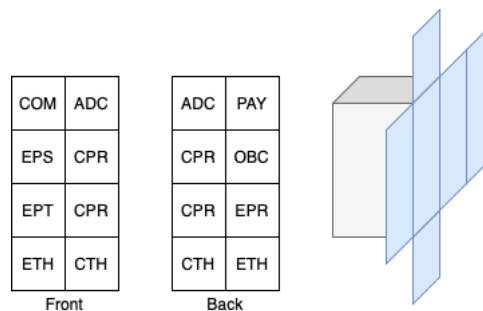 COM ADC
EPS CPR
EPT CPR
ETH CTH
Front
ADC PAY
CPR OBC
CPR EPR
CTH ETH
Back